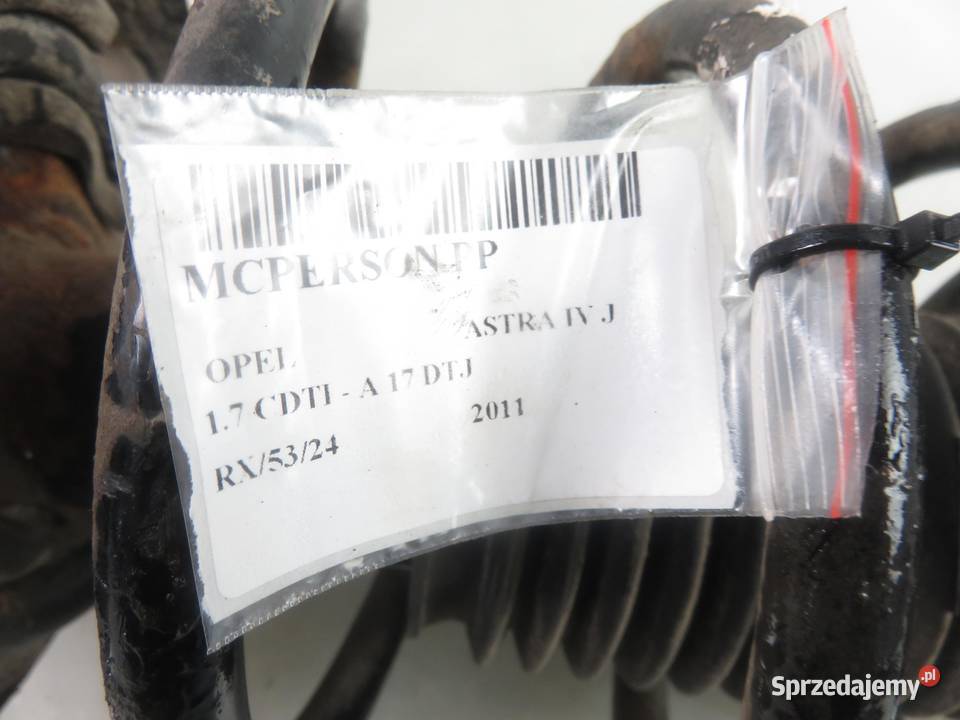 MCPERSON PP
OPEL ASTRA IV J
1.7 CDTI - A 17 DTJ
2011
RX/53/24
Sprzedajemy.pl